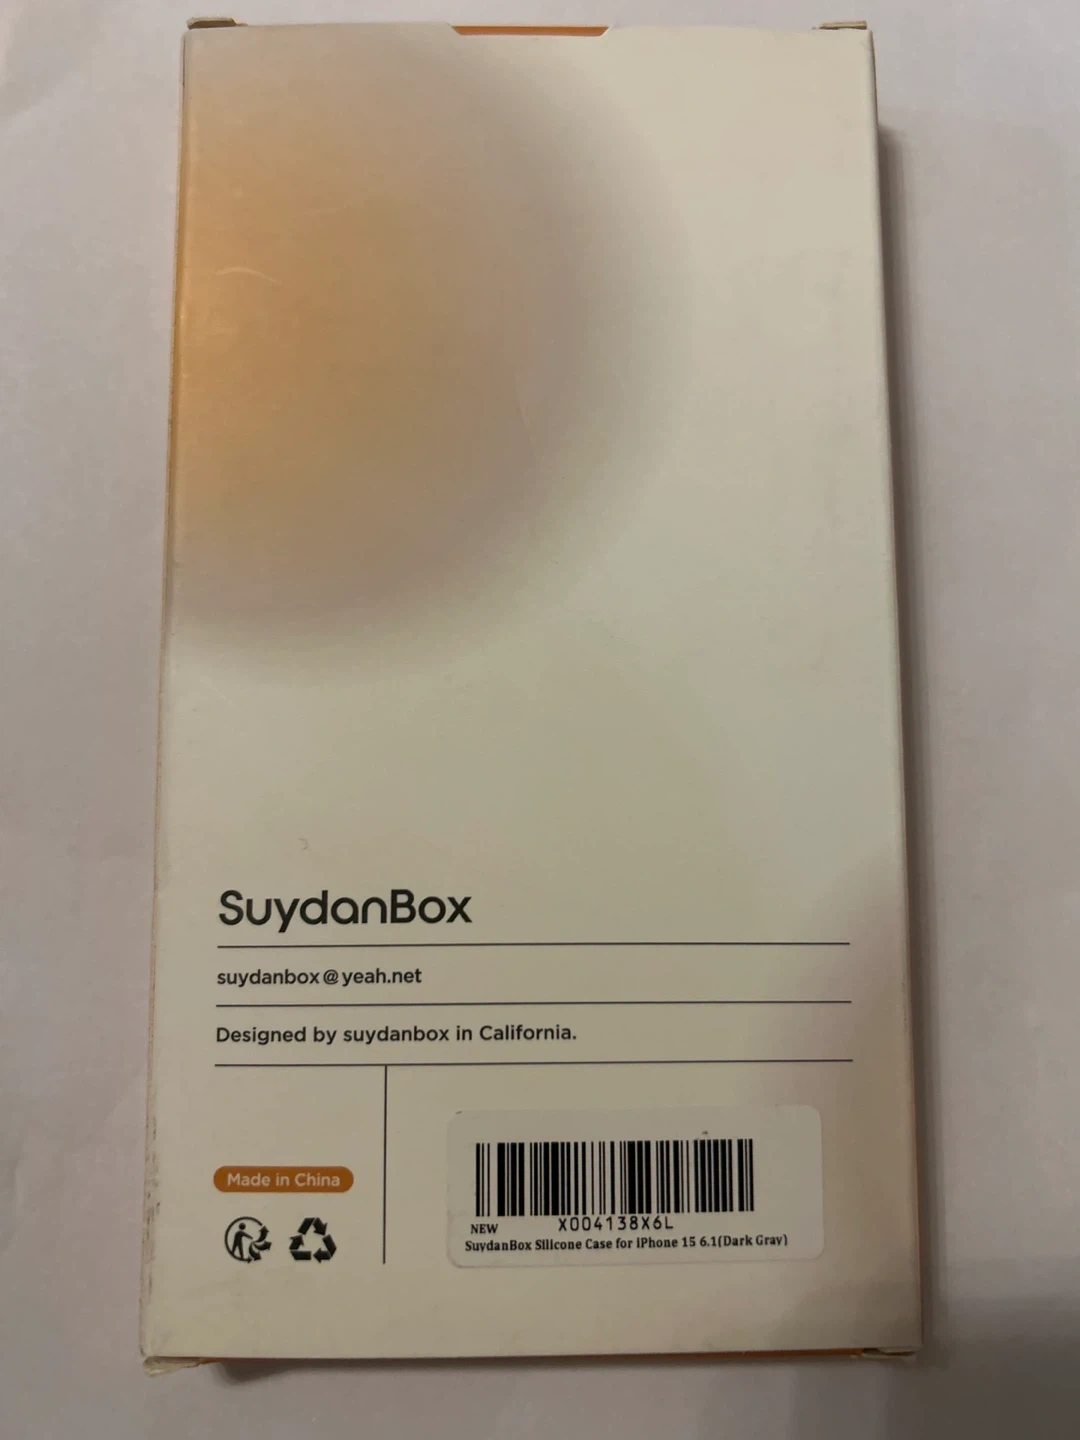 SuydanBox
suydanbox@yeah.net
Designed by suydanbox in California.
Made in China
NEW
X004138X6L
SuydanBox Silicone Case for iPhone 15 6.1(Dark Gray)